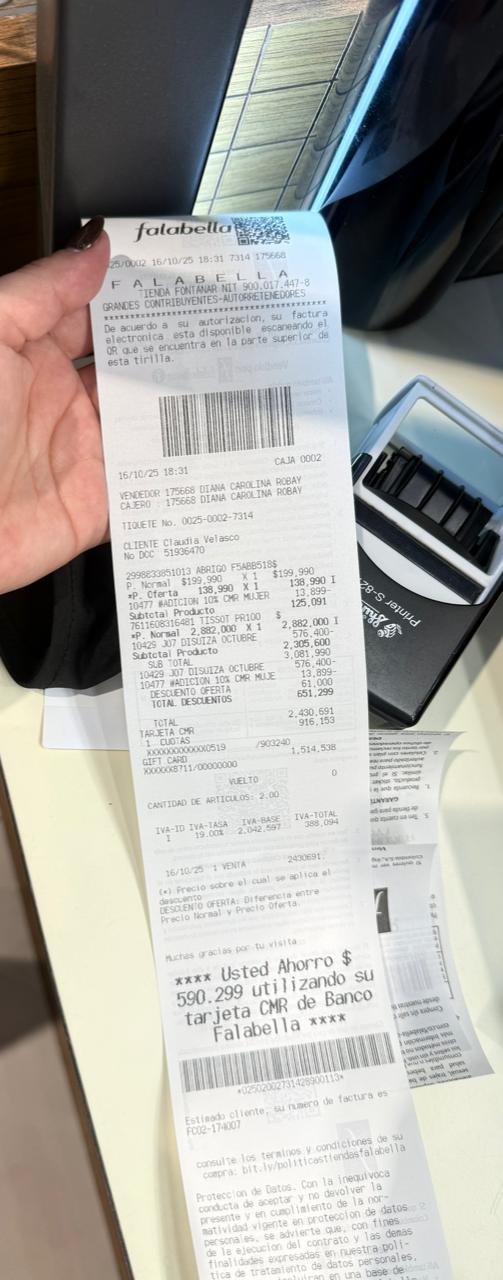 falabella
25/0002 16/10/25 18:31 7314 175668
F A L A B E L L A
TIENDA FONTANAR NIT 900.017.447-8
GRANDES CONTRIBUYENTES-AUTORRETENEDORES
De acuerdo a su autorizacion, su factura
electronica esta disponible escaneando el
QR que se encuentra en la parte superior de
esta tirilla.
16/10/25 18:31 CAJA 0002
VENDEDOR 175668 DIANA CAROLINA ROBAY
CAJERO : 175668 DIANA CAROLINA ROBAY
TIQUETE No. 0025-0002-7314
CLIENTE Claudia Velasco
No DOC 51936470
2998633851013 ABRIGO F5ABB518$
P. Normal $199,990 X 1 $199,990
*P. Oferta 138,990 X 1 138,990 I
10477 #ADICION 10% CMR MUJER 13,899-
Subtotal Producto 125,091
7611608316481 TISSOT PR100 $
*P. Normal 2,882,000 X 1 2,882,000 I
10429 J07 DISUIZA OCTUBRE 576,400-
Subtotal Producto 2,305,600
SUB TOTAL 3,081,990
10429 J07 DISUIZA OCTUBRE 576,400-
10477 #ADICION 10% CMR MUJE 13,899-
DESCUENTO OFERTA 61,000
TOTAL DESCUENTOS 651,299
TOTAL 2,430,691
TARJETA CMR 916,153
1 CUOTAS
XXXXXXXXXXXX0519 /903240
GIFT CARD 1,514,538
XXXXXX8711/00000000
VUELTO 0
CANTIDAD DE ARTICULOS: 2.00
IVA-ID IVA-TASA IVA-BASE IVA-TOTAL
I 19.00% 2,042,597 388,094
16/10/25 1 VENTA 2430691.
(*) Precio sobre el cual se aplica el
descuento
DESCUENTO OFERTA: Diferencia entre
Precio Normal y Precio Oferta.
Muchas gracias por tu visita
**** Usted Ahorro $
590.299 utilizando su
tarjeta CMR de Banco
Falabella ****
*02502002731428900113*
Estimado cliente, su numero de factura es
FC02-174007
consulte los terminos y condiciones de su
compra: bit.ly/politicastiendasfalabella
Proteccion de Datos. Con la inequivoca
conducta de aceptar y no devolver la
presente y en cumplimiento de la nor-
matividad vigente en proteccion de datos
personales, se advierte que, con fines
de la ejecucion del contrato y las demas
finalidades expresadas en nuestra poli-
tica de tratamiento de datos personales,
en una base de
Shiny
Printer S-82